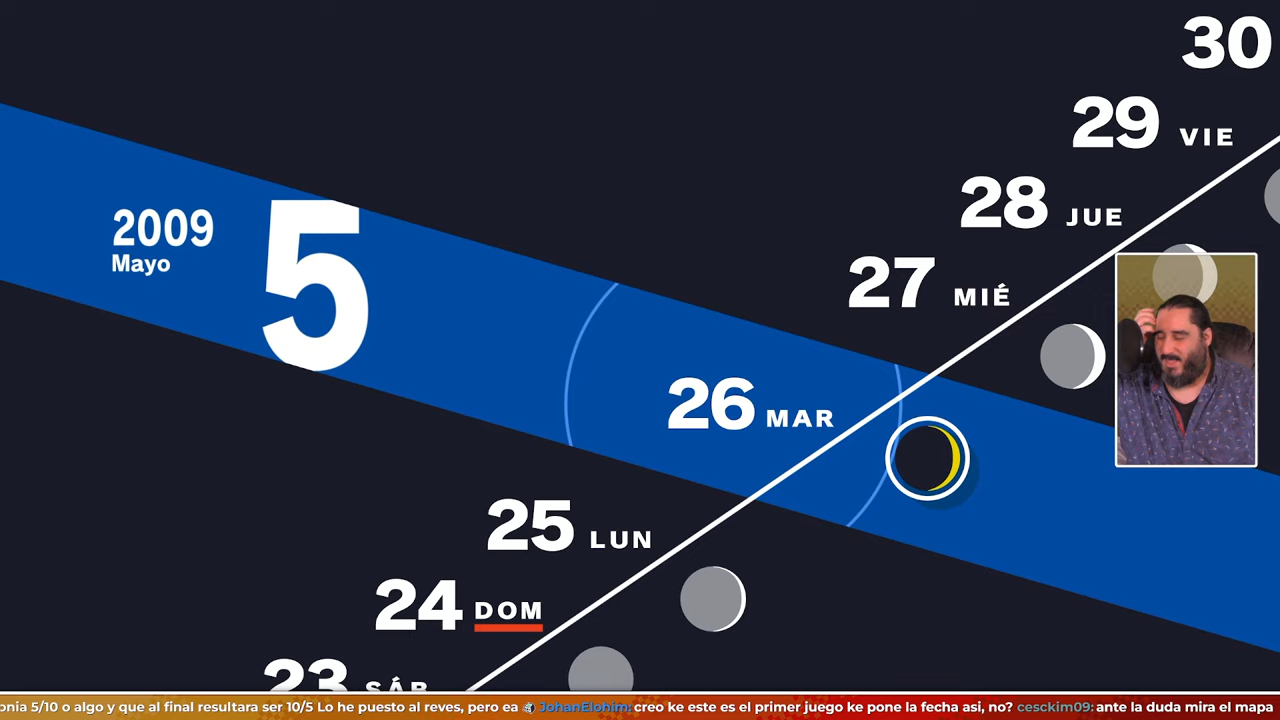 30
29 VIE
28 JUE
27 MIÉ
2009
Mayo
5
26 MAR
25 LUN
24 DOM
23 SÁB
5/10 o algo y que al final resultara ser 10/5 Lo he puesto al reves, pero ea JohanElohim: creo ke este es el primer juego ke pone la fecha asi, no? cesckim09: ante la duda mira el mapa